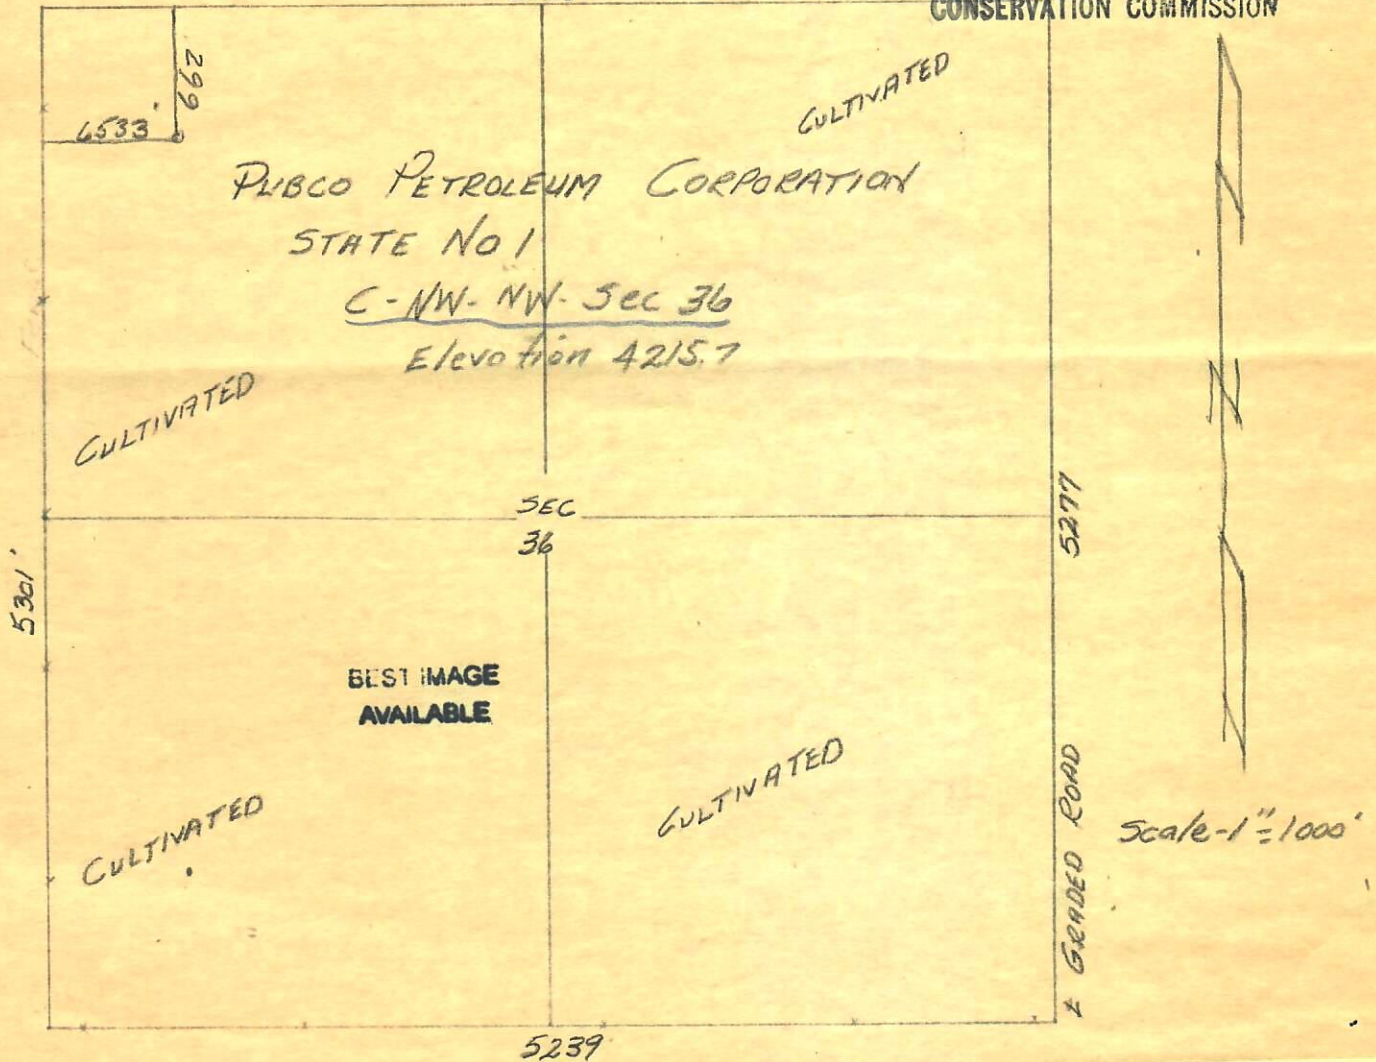 CONSERVATION COMMISSION
CULTIVATED
662
6533'
PUBCO PETROLEUM CORPORATION
STATE No 1
C-NW-NW-Sec 36
Elevation 4215.7
N
CULTIVATED
SEC
36
5277
5301'
BEST IMAGE
AVAILABLE
CULTIVATED
CULTIVATED
GRADED ROAD
Scale-1"=1000'
5239